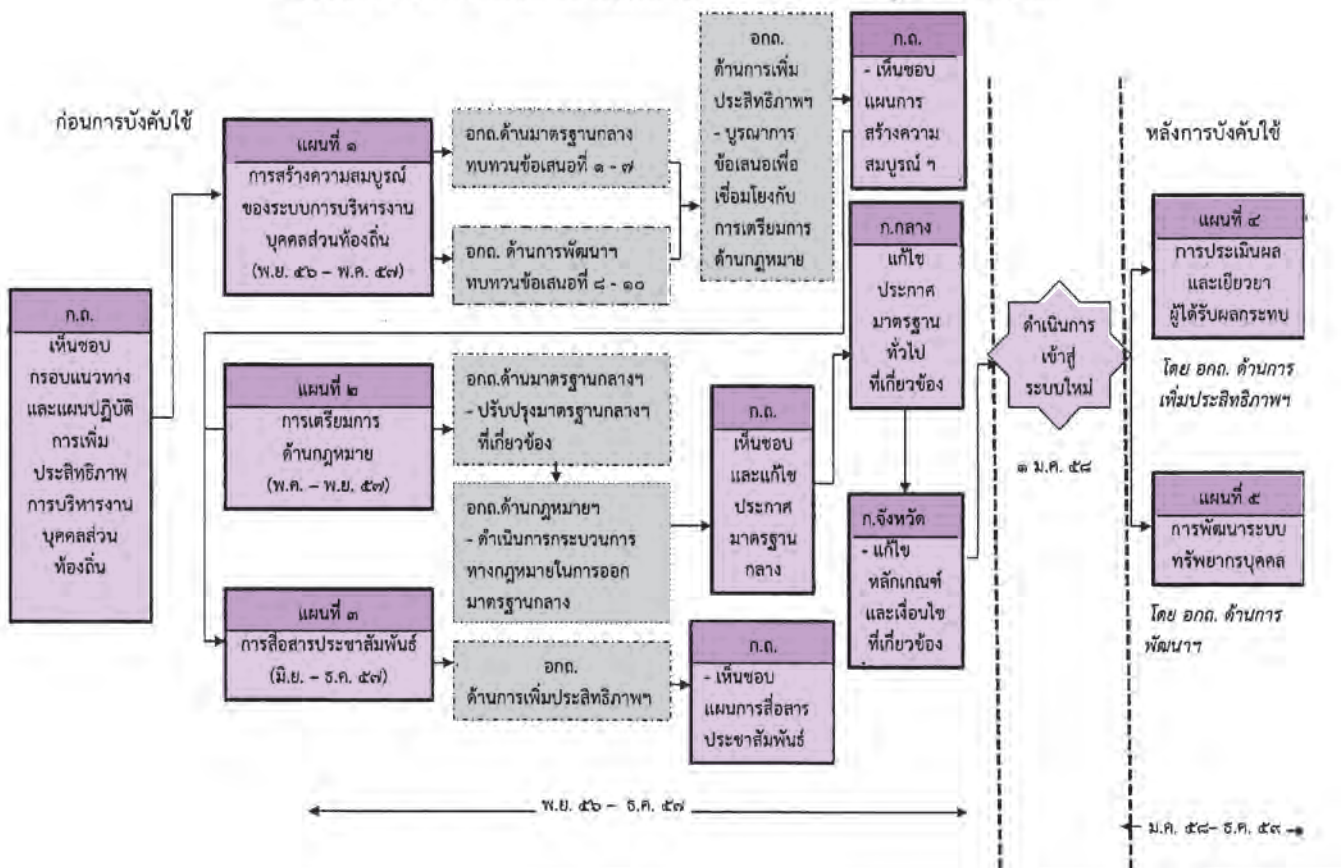 ก่อนการบังคับใช้
ก.ถ.
เห็นชอบ
กรอบแนวทาง
และแผนปฏิบัติ
การเพิ่ม
ประสิทธิภาพ
การบริหารงาน
บุคคลส่วน
ท้องถิ่น
แผนที่ ๑
การสร้างความสมบูรณ์
ของระบบการบริหารงาน
บุคคลส่วนท้องถิ่น
(พ.ย. ๕๖ – พ.ค. ๕๗)
อกถ.ด้านมาตรฐานกลาง
ทบทวนข้อเสนอที่ ๑ - ๗
อกถ. ด้านการพัฒนาฯ
ทบทวนข้อเสนอที่ ๘ - ๑๐
อกถ.
ด้านการเพิ่ม
ประสิทธิภาพฯ
- บูรณาการ
ข้อเสนอเพื่อ
เชื่อมโยงกับ
การเตรียมการ
ด้านกฎหมาย
ก.ถ.
- เห็นชอบ
แผนการ
สร้างความ
สมบูรณ์ ฯ
แผนที่ ๒
การเตรียมการ
ด้านกฎหมาย
(พ.ค. – พ.ย. ๕๗)
อกถ.ด้านมาตรฐานกลางฯ
- ปรับปรุงมาตรฐานกลางฯ
ที่เกี่ยวข้อง
อกถ.ด้านกฎหมายฯ
- ดำเนินการกระบวนการ
ทางกฎหมายในการออก
มาตรฐานกลาง
ก.ถ.
เห็นชอบ
และแก้ไข
ประกาศ
มาตรฐาน
กลาง
ก.กลาง
แก้ไข
ประกาศ
มาตรฐาน
ทั่วไป
ที่เกี่ยวข้อง
ก.จังหวัด
- แก้ไข
หลักเกณฑ์
และเงื่อนไข
ที่เกี่ยวข้อง
แผนที่ ๓
การสื่อสารประชาสัมพันธ์
(มิ.ย. – ธ.ค. ๕๗)
อกถ.
ด้านการเพิ่มประสิทธิภาพฯ
ก.ถ.
- เห็นชอบ
แผนการสื่อสาร
ประชาสัมพันธ์
พ.ย. ๕๖ – ธ.ค. ๕๗
ดำเนินการ
เข้าสู่
ระบบใหม่
๑ ม.ค. ๕๘
หลังการบังคับใช้
แผนที่ ๔
การประเมินผล
และเยียวยา
ผู้ได้รับผลกระทบ
โดย อกถ. ด้านการ
เพิ่มประสิทธิภาพฯ
แผนที่ ๕
การพัฒนาระบบ
ทรัพยากรบุคคล
โดย อกถ. ด้านการ
พัฒนาฯ
ม.ค. ๕๘– ธ.ค. ๕๙